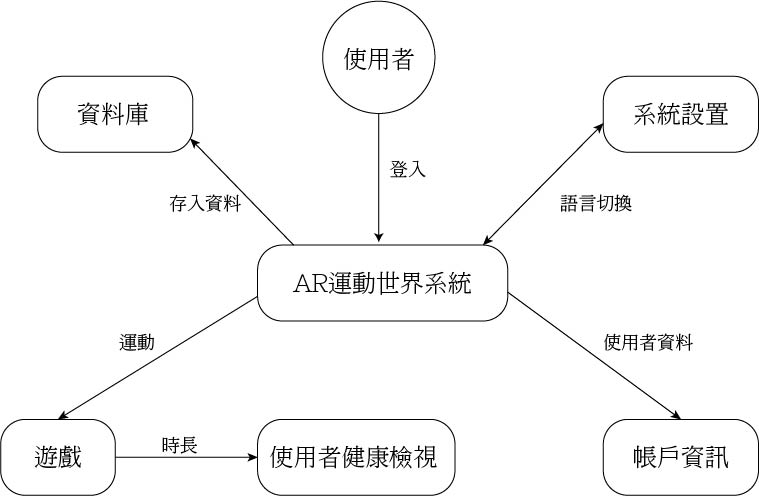 使用者
資料庫
系統設置
登入
存入資料
語言切換
AR運動世界系統
運動
使用者資料
遊戲
時長
使用者健康檢視
帳戶資訊